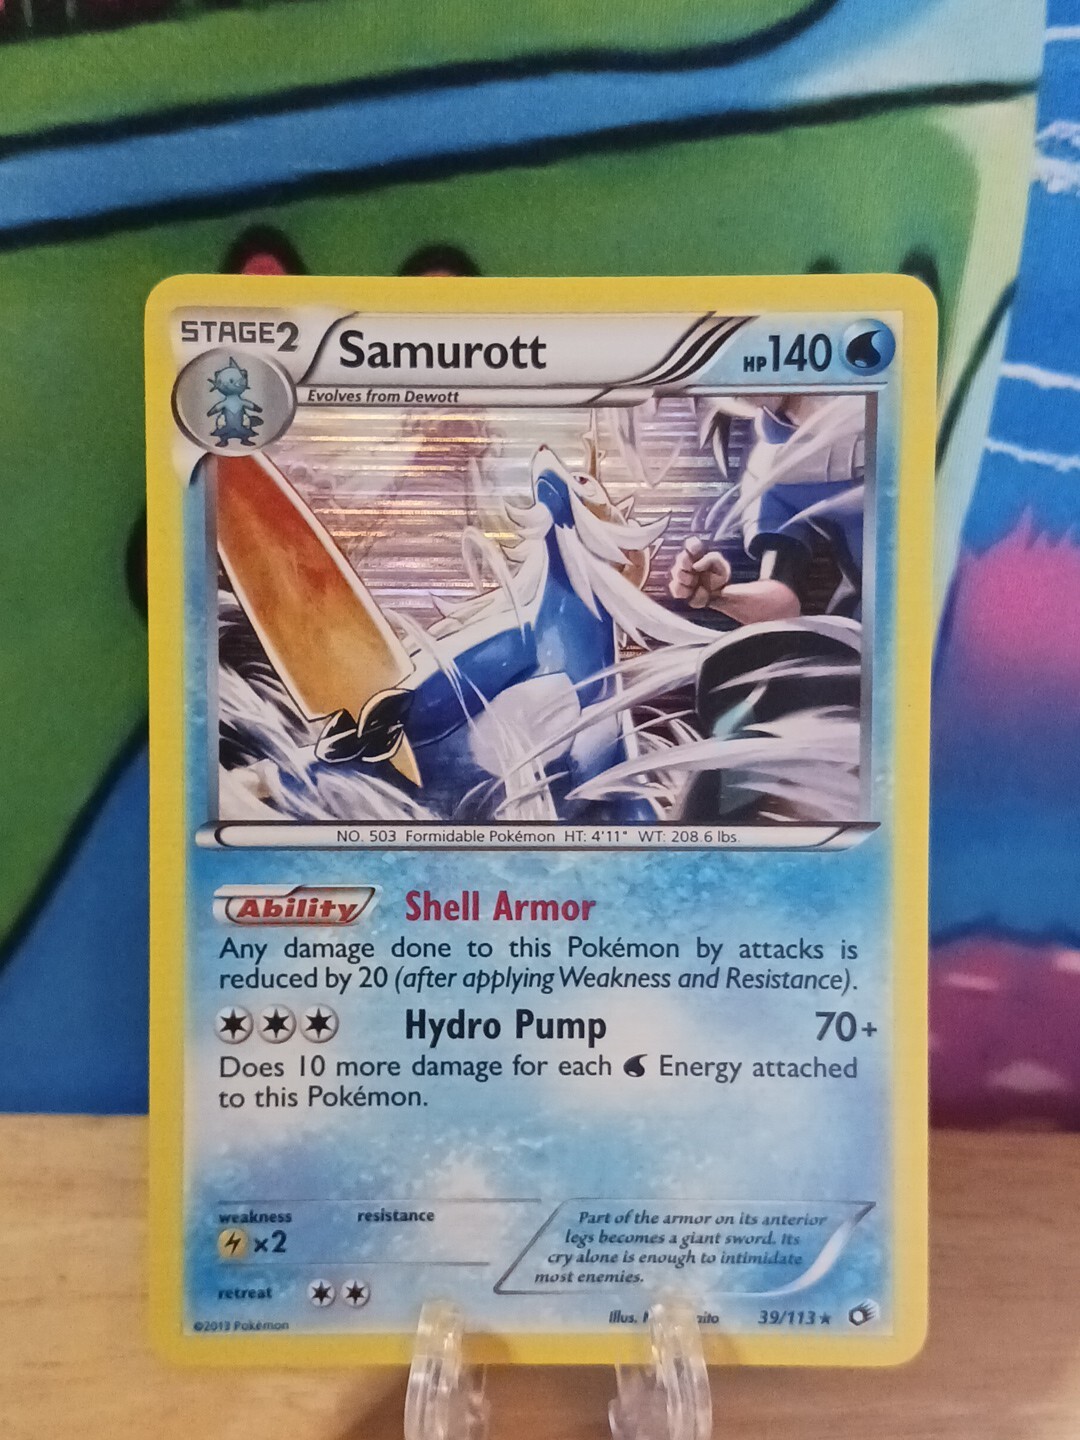 STAGE2 Samurott HP140
Evolves from Dewott
NO. 503 Formidable Pokémon HT: 4'11" WT: 208.6 lbs.
Ability Shell Armor
Any damage done to this Pokémon by attacks is
reduced by 20 (after applying Weakness and Resistance).
Hydro Pump 70+
Does 10 more damage for each Energy attached
to this Pokémon.
weakness resistance
x2
retreat
Part of the armor on its anterior
legs becomes a giant sword. Its
cry alone is enough to intimidate
most enemies.
©2013 Pokémon Illus. 39/113